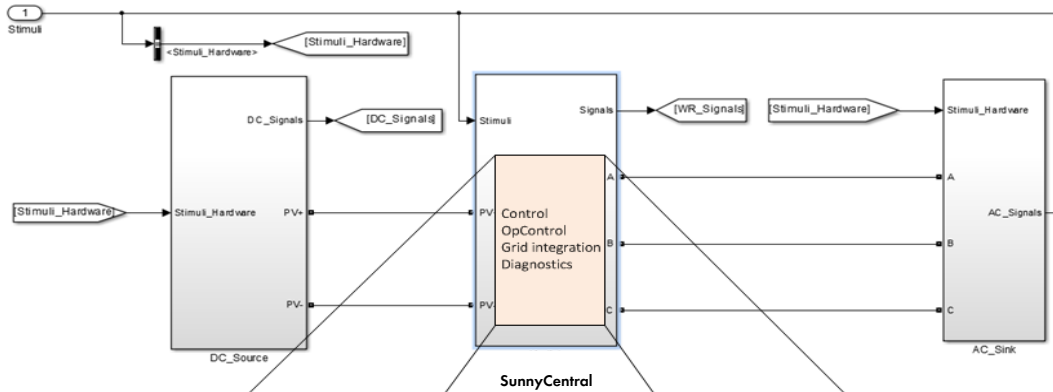 1
Stimuli
<Stimuli_Hardware>
[Stimuli_Hardware]
DC_Signals
[DC_Signals]
[Stimuli_Hardware]
Stimuli_Hardware
PV+
PV-
DC_Source
Stimuli
Signals
[WR_Signals]
PV
PV
A
B
C
Control
OpControl
Grid integration
Diagnostics
SunnyCentral
[Stimuli_Hardware]
Stimuli_Hardware
A
B
C
AC_Signals
AC_Sink